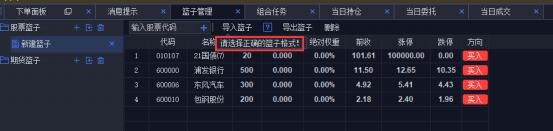 下单面板 消息提示 篮子管理 组合任务 当日持仓 当日委托 当日成交
股票篮子 输入股票代码 + 导入篮子 ? 导出篮子 删除
新建篮子 代码 名称 请选择正确的篮子格式! 绝对权重 前收 涨停 跌停 方向
期货篮子 1 010107 21国债(7) 20 0.000 0.00% 101.61 100000.00 0.00 买入
2 600000 浦发银行 500 0.000 0.00% 11.50 12.65 10.35 买入
3 600006 东风汽车 300 0.000 0.00% 4.92 5.41 4.43 买入
4 600010 包钢股份 200 0.000 0.00% 2.18 2.40 1.96 买入